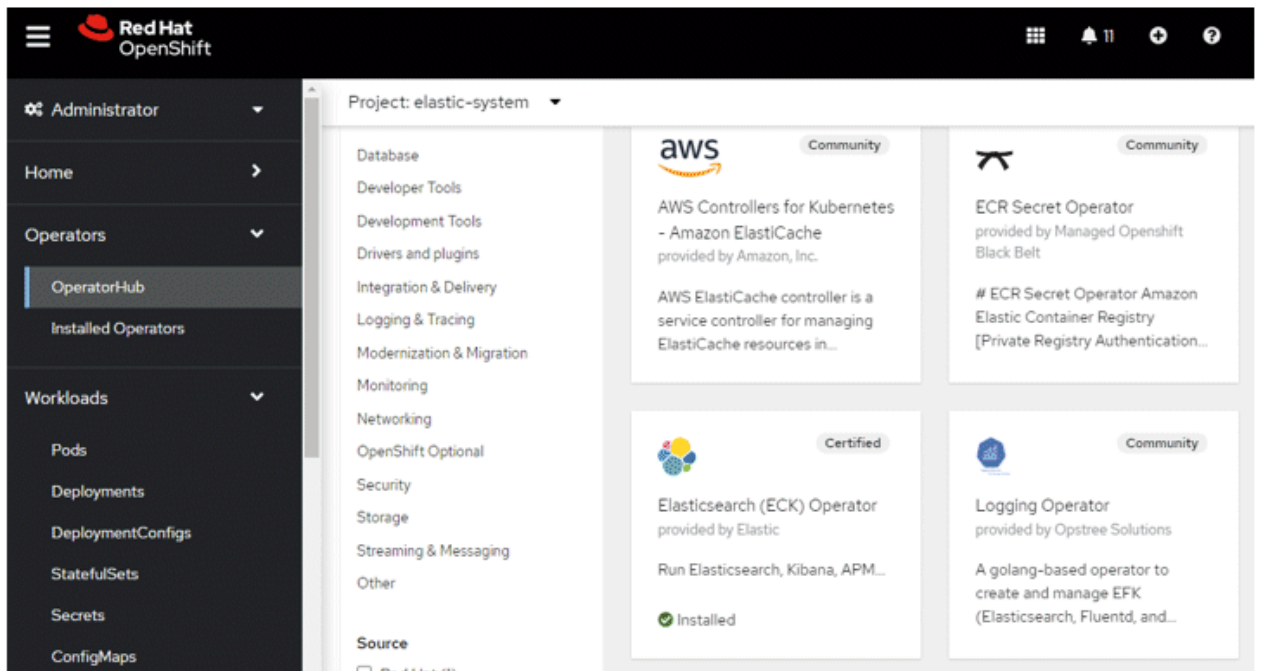 Red Hat
OpenShift
11
Administrator
Home
Operators
OperatorHub
Installed Operators
Workloads
Pods
Deployments
DeploymentConfigs
StatefulSets
Secrets
ConfigMaps
Project: elastic-system
Database
Developer Tools
Development Tools
Drivers and plugins
Integration & Delivery
Logging & Tracing
Modernization & Migration
Monitoring
Networking
OpenShift Optional
Security
Storage
Streaming & Messaging
Other
Source
Red Hat (1)
aws
Community
AWS Controllers for Kubernetes
- Amazon ElastiCache
provided by Amazon, Inc.
AWS ElastiCache controller is a
service controller for managing
ElastiCache resources in...
Community
ECR Secret Operator
provided by Managed Openshift
Black Belt
# ECR Secret Operator Amazon
Elastic Container Registry
[Private Registry Authentication...
Certified
Elasticsearch (ECK) Operator
provided by Elastic
Run Elasticsearch, Kibana, APM...
Installed
Community
Logging Operator
provided by Opstree Solutions
A golang-based operator to
create and manage EFK
(Elasticsearch, Fluentd, and...